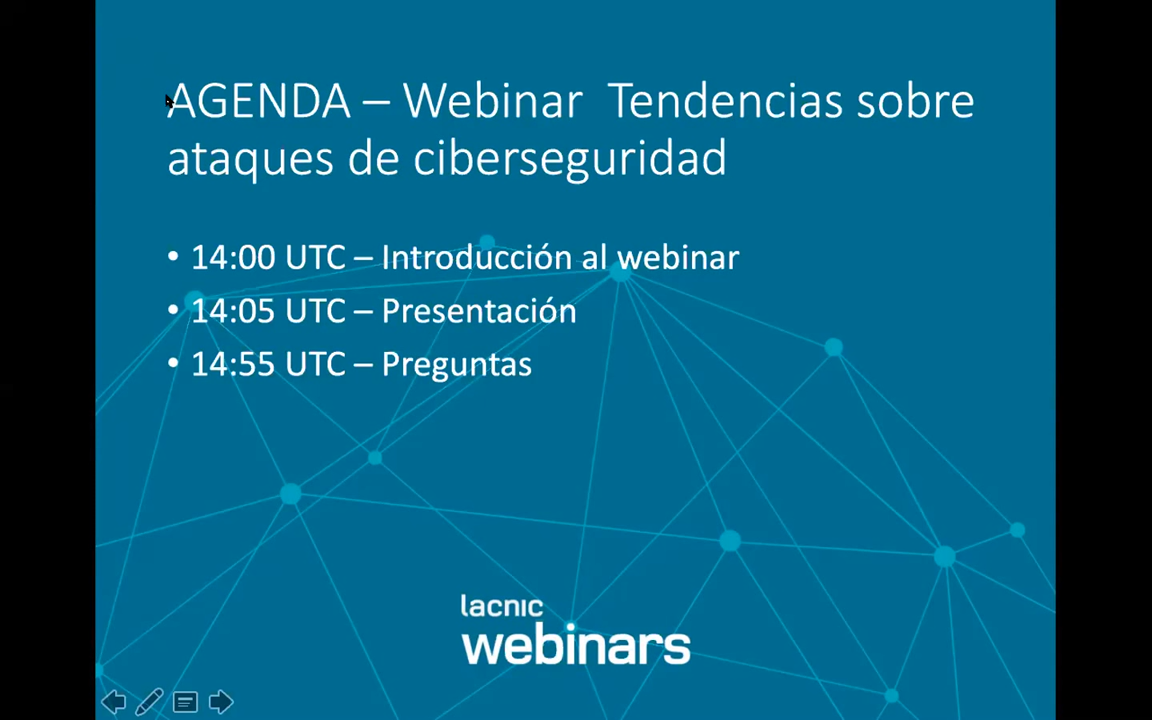 AGENDA – Webinar  Tendencias sobre
ataques de ciberseguridad
• 14:00 UTC – Introducción al webinar
• 14:05 UTC – Presentación
• 14:55 UTC – Preguntas
lacnic
webinars